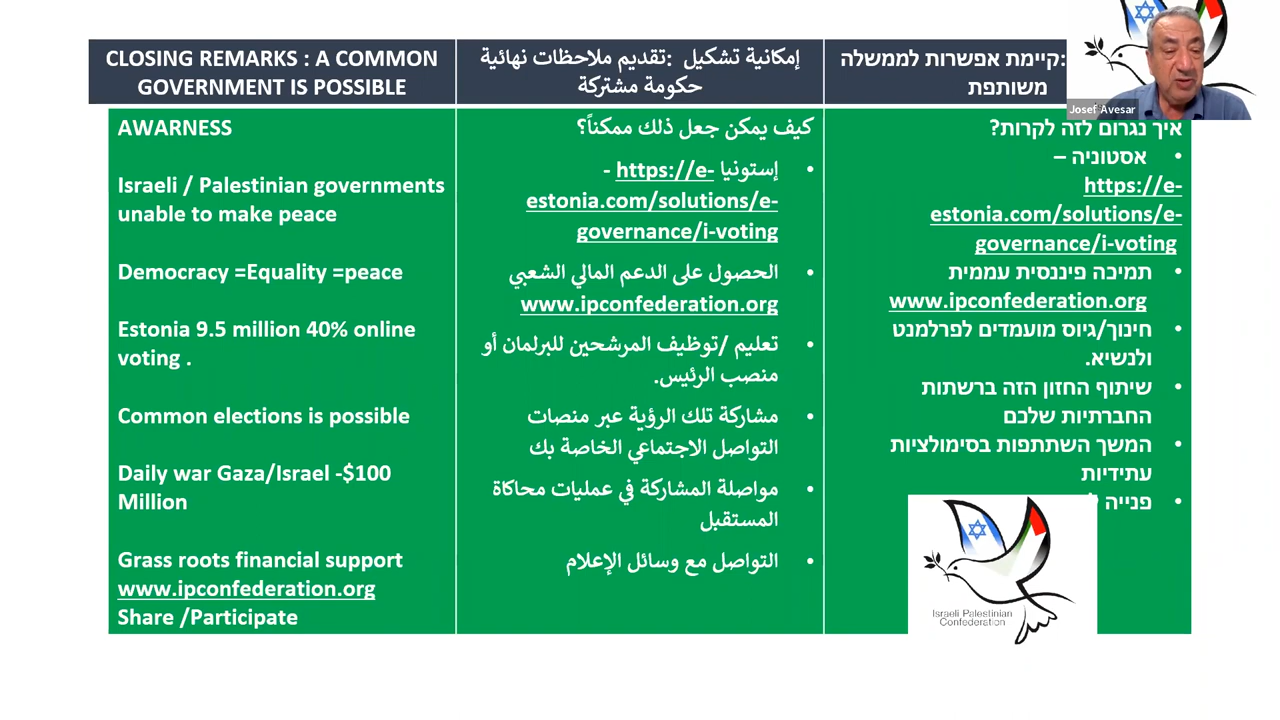 CLOSING REMARKS : A COMMON
GOVERNMENT IS POSSIBLE
إمكانية تشكيل :تقديم ملاحظات نهائية
حكومة مشتركة
:קיימת אפשרות לממשלה
משותפת
Josef Avesar
AWARNESS
Israeli / Palestinian governments
unable to make peace
Democracy =Equality =peace
Estonia 9.5 million 40% online
voting .
Common elections is possible
Daily war Gaza/Israel -$100
Million
Grass roots financial support
www.ipconfederation.org
Share /Participate
كيف يمكن جعل ذلك ممكناً؟
• إستونيا https://e- -
estonia.com/solutions/e-
governance/i-voting
• الحصول على الدعم المالي الشعبي
www.ipconfederation.org
• تعليم /توظيف المرشحين للبرلمان أو
منصب الرئيس.
• مشاركة تلك الرؤية عبر منصات
التواصل الاجتماعي الخاصة بك
• مواصلة المشاركة في عمليات محاكاة
المستقبل
• التواصل مع وسائل الإعلام
איך נגרום לזה לקרות?
• אסטוניה –
https://e-
estonia.com/solutions/e-
governance/i-voting
• תמיכה פיננסית עממית
www.ipconfederation.org
• חינוך/גיוס מועמדים לפרלמנט
ולנשיא.
• שיתוף החזון הזה ברשתות
החברתיות שלכם
• המשך השתתפות בסימולציות
עתידיות
• פנייה
Israeli Palestinian
Confederation